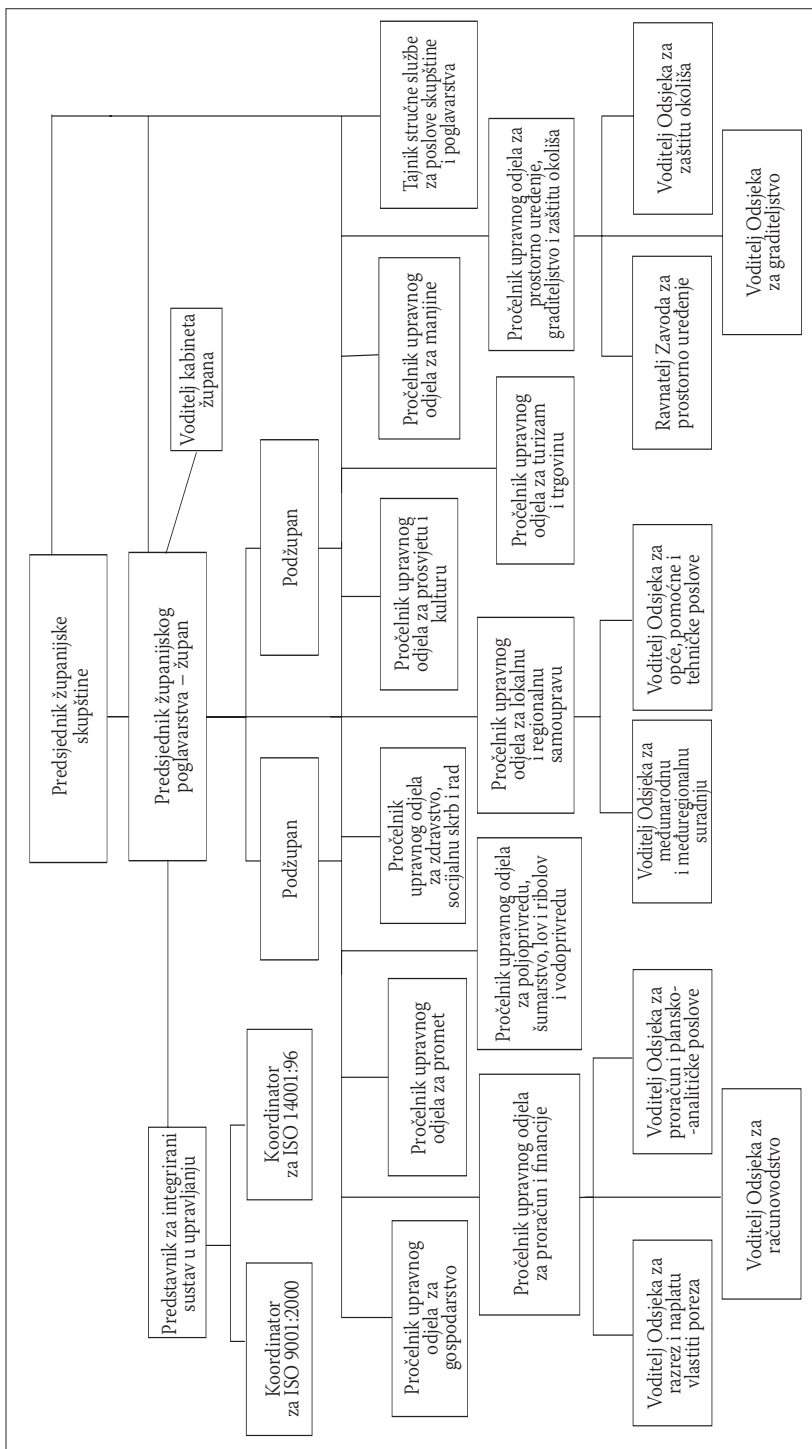 Predsjednik županijske
skupštine
Predsjednik županijskog
poglavarstva – župan
Voditelj kabineta
župana
Predstavnik za integrirani
sustav u upravljanju
Koordinator
za ISO 9001:2000
Koordinator
za ISO 14001:96
Podžupan
Podžupan
Pročelnik upravnog
odjela za
gospodarstvo
Pročelnik upravnog
odjela za promet
Pročelnik
upravnog odjela
za zdravstvo,
socijalnu skrb i rad
Pročelnik upravnog
odjela za prosvjetu i
kulturu
Pročelnik upravnog
odjela za manjine
Tajnik stručne službe
za poslove skupštine
i poglavarstva
Pročelnik upravnog odjela
za proračun i financije
Pročelnik upravnog odjela
za poljoprivredu,
šumarstvo, lov i ribolov
i vodoprivredu
Pročelnik upravnog
odjela za lokalnu
i regionalnu
samoupravu
Pročelnik upravnog
odjela za turizam
i trgovinu
Pročelnik upravnog odjela za
prostorno uređenje,
graditeljstvo i zaštitu okoliša
Voditelj Odsjeka za
razrez i naplatu
vlastiti poreza
Voditelj Odsjeka za
proračun i plansko-
-analitičke poslove
Voditelj Odsjeka za
međunarodnu
i međuregionalnu
suradnju
Voditelj Odsjeka za
opće, pomoćne i
tehničke poslove
Ravnatelj Zavoda za
prostorno uređenje
Voditelj Odsjeka za
zaštitu okoliša
Voditelj Odsjeka za
računovodstvo
Voditelj Odsjeka
za graditeljstvo